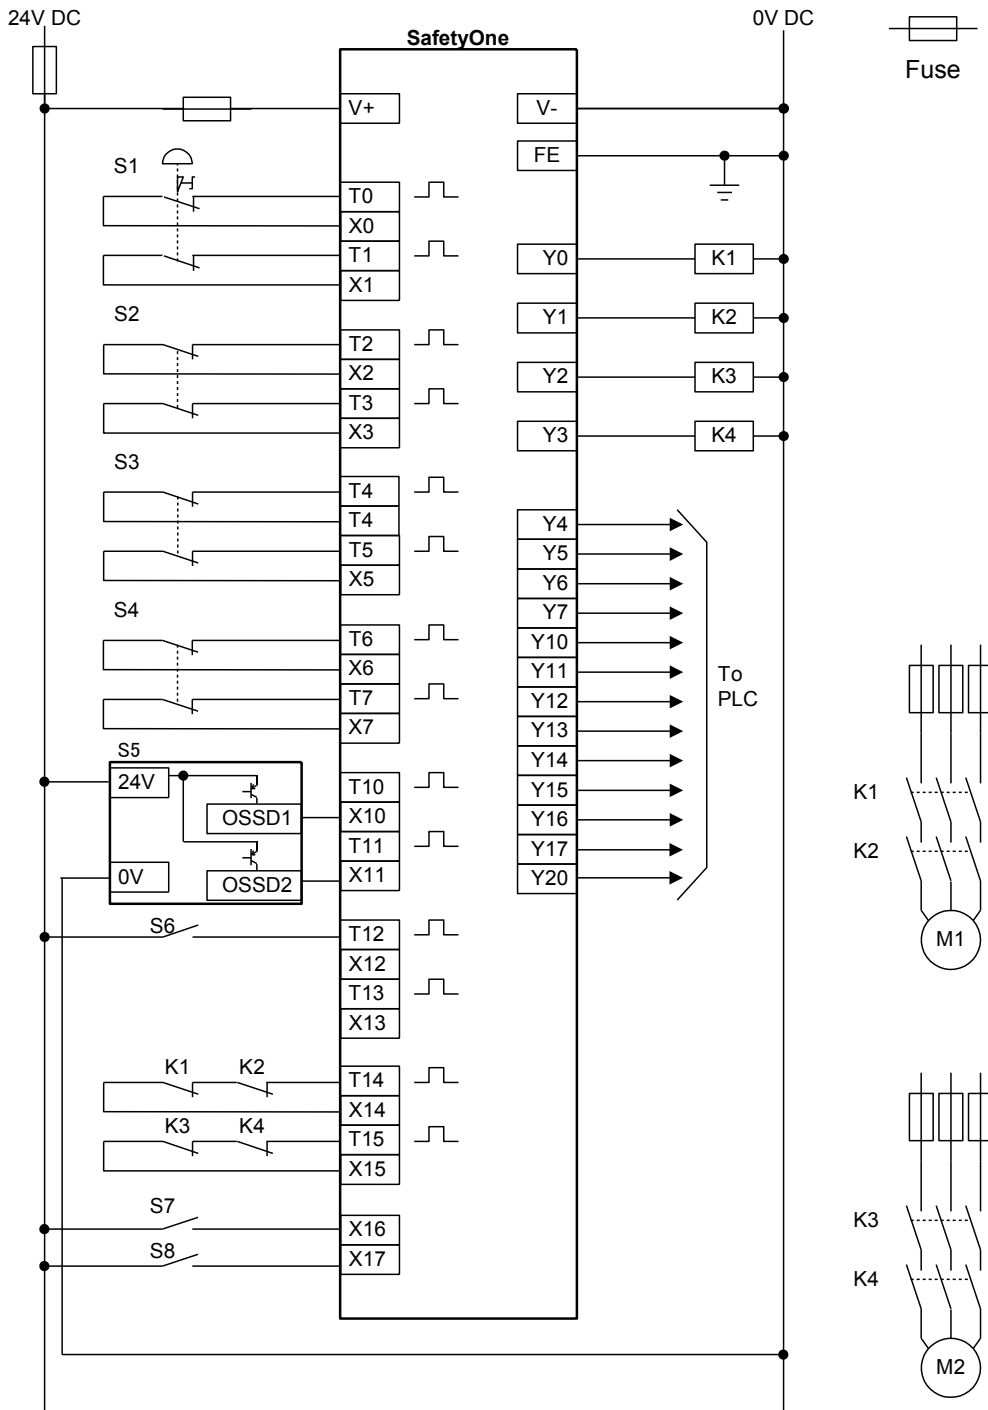 24V DC
0V DC
SafetyOne
Fuse
V+
V-
FE
S1
T0
X0
T1
X1
Y0
K1
S2
Y1
K2
T2
X2
T3
X3
Y2
K3
Y3
K4
S3
T4
T4
T5
X5
Y4
Y5
Y6
Y7
Y10
Y11
Y12
Y13
Y14
Y15
Y16
Y17
Y20
To
PLC
S4
T6
X6
T7
X7
S5
24V
OSSD1
0V
OSSD2
T10
X10
T11
X11
K1
K2
M1
S6
T12
X12
T13
X13
K1 K2
T14
X14
K3 K4
T15
X15
S7
X16
S8
X17
K3
K4
M2